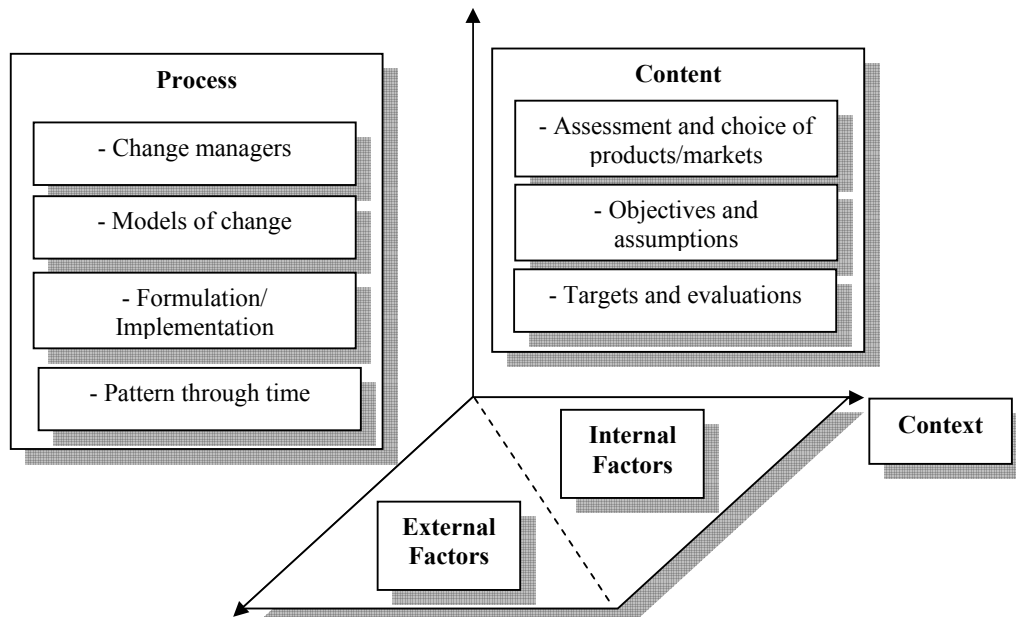 Process
- Change managers
- Models of change
- Formulation/
Implementation
- Pattern through time
Content
- Assessment and choice of
products/markets
- Objectives and
assumptions
- Targets and evaluations
Internal
Factors
Context
External
Factors